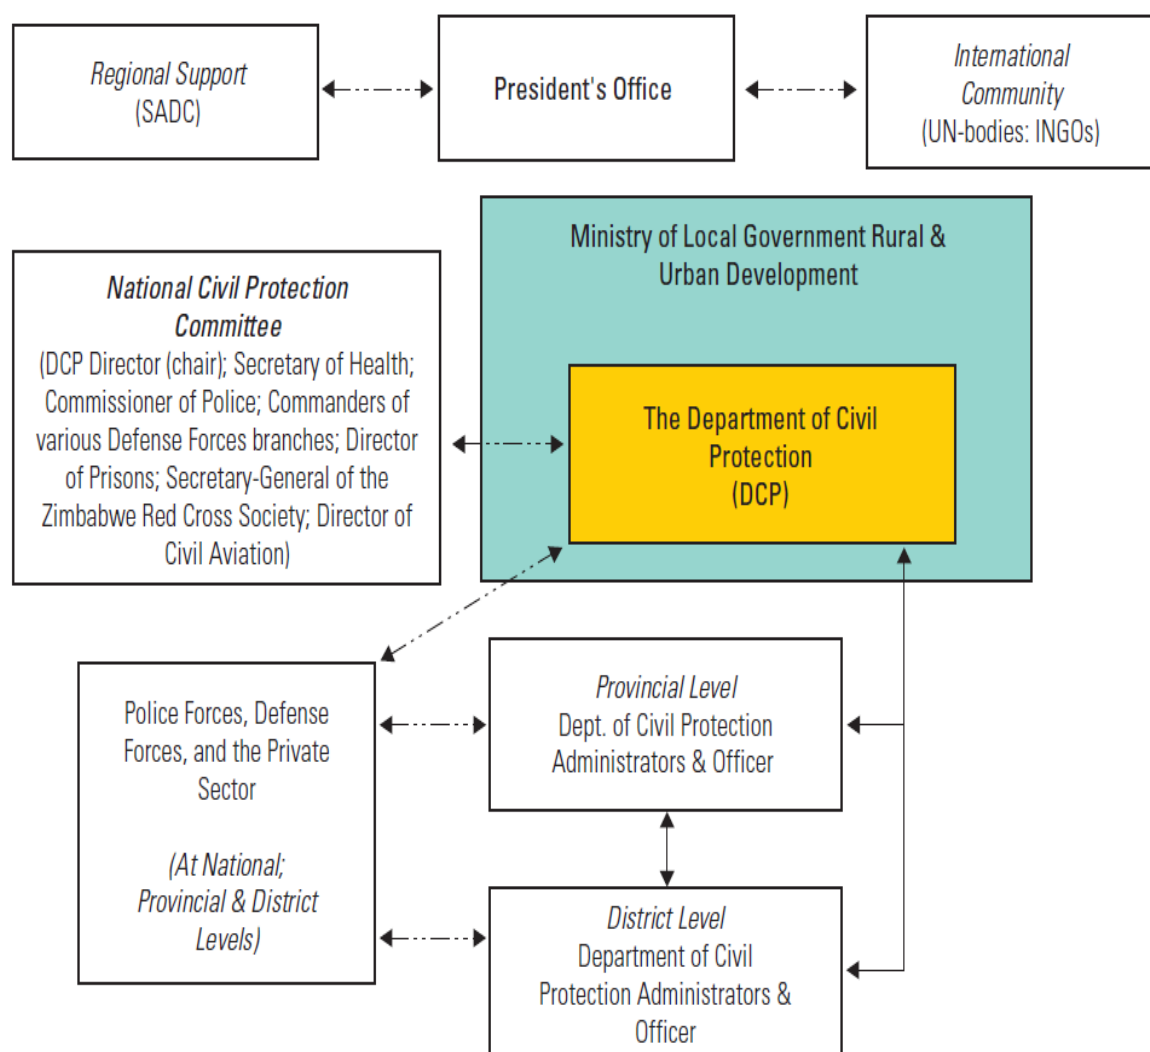 Regional Support
(SADC)
President's Office
International
Community
(UN-bodies: INGOs)
Ministry of Local Government Rural &
Urban Development
National Civil Protection
Committee
(DCP Director (chair); Secretary of Health;
Commissioner of Police; Commanders of
various Defense Forces branches; Director
of Prisons; Secretary-General of the
Zimbabwe Red Cross Society; Director of
Civil Aviation)
The Department of Civil
Protection
(DCP)
Police Forces, Defense
Forces, and the Private
Sector
(At National;
Provincial & District
Levels)
Provincial Level
Dept. of Civil Protection
Administrators & Officer
District Level
Department of Civil
Protection Administrators &
Officer